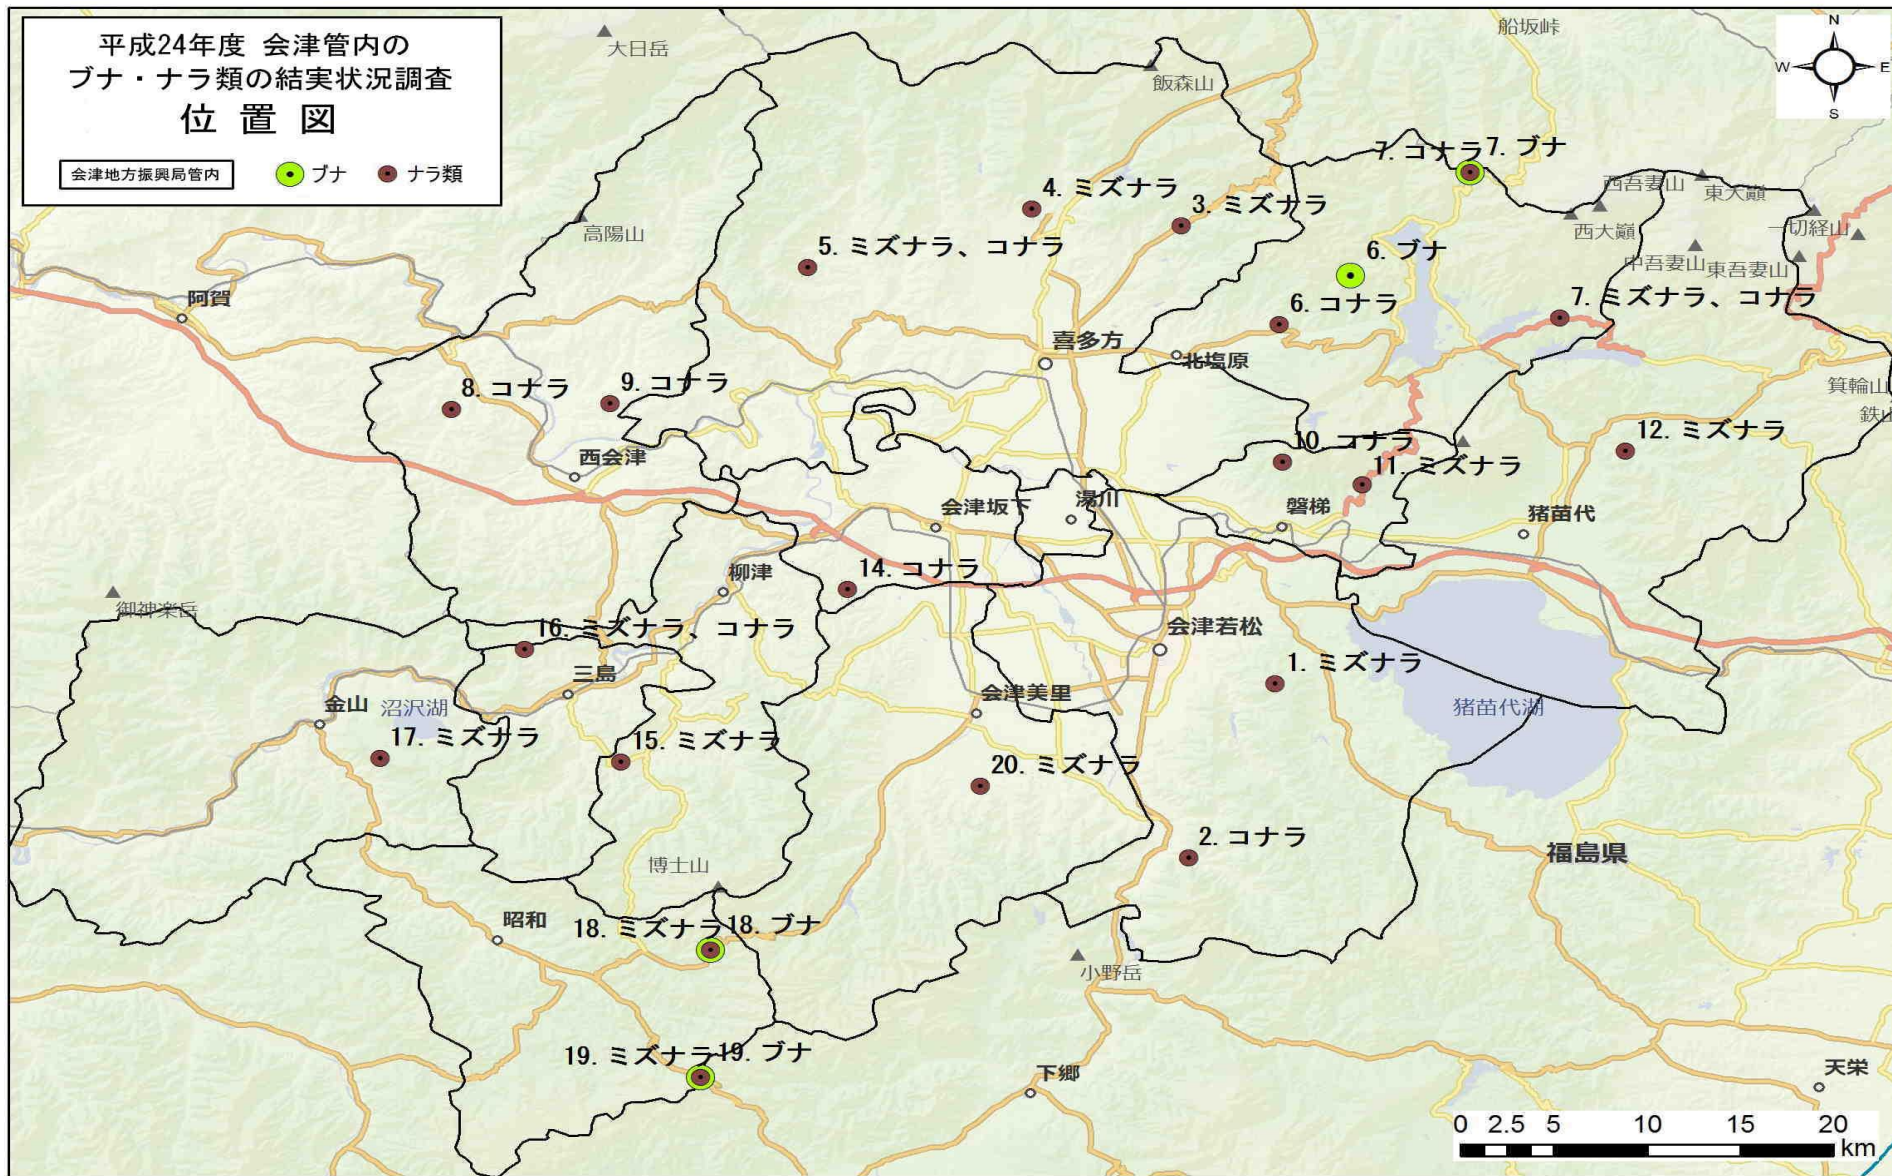 平成24年度 会津管内の
ブナ・ナラ類の結実状況調査
位 置 図
会津地方振興局管内
ブナ
ナラ類
N
W
E
S
大日岳
飯森山
船坂峠
高陽山
4. ミズナラ
3. ミズナラ
7. コナラ
7. ブナ
西吾妻山
東大巓
西大巓
一切経山
中吾妻山
東吾妻山
5. ミズナラ、コナラ
6. ブナ
6. コナラ
7. ミズナラ、コナラ
阿賀
喜多方
北塩原
8. コナラ
9. コナラ
箕輪山
鉄山
10. コナラ
11. ミズナラ
12. ミズナラ
西会津
会津坂下
湯川
磐梯
猪苗代
柳津
14. コナラ
御神楽岳
16. ミズナラ、コナラ
三島
会津若松
1. ミズナラ
金山
沼沢湖
会津美里
猪苗代湖
17. ミズナラ
15. ミズナラ
20. ミズナラ
2. コナラ
福島県
博士山
昭和
18. ミズナラ
18. ブナ
小野岳
19. ミズナラ
19. ブナ
下郷
天栄
0 2.5 5 10 15 20
km